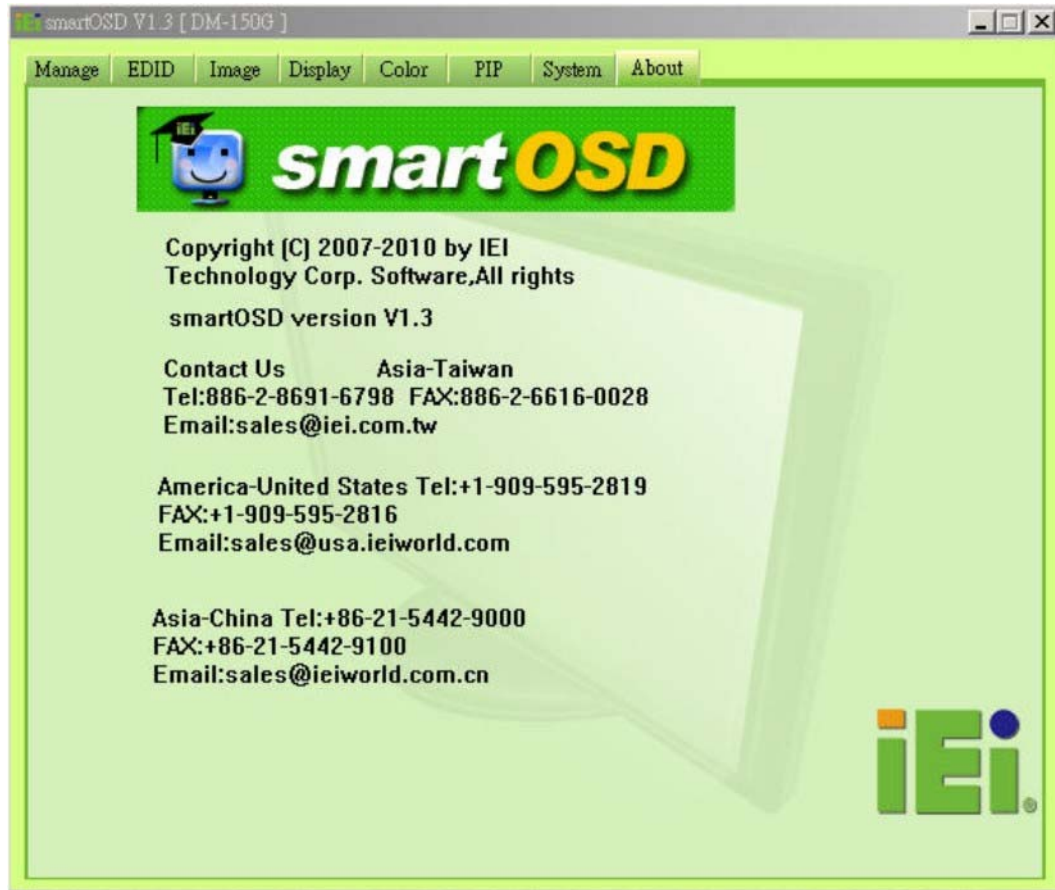 iEi smartOSD V1.3 [ DM-150G ]
Manage EDID Image Display Color PIP System About
iEi smartOSD
Copyright (C) 2007-2010 by IEI
Technology Corp. Software,All rights
smartOSD version V1.3
Contact Us Asia-Taiwan
Tel:886-2-8691-6798 FAX:886-2-6616-0028
Email:sales@iei.com.tw
America-United States Tel:+1-909-595-2819
FAX:+1-909-595-2816
Email:sales@usa.ieiworld.com
Asia-China Tel:+86-21-5442-9000
FAX:+86-21-5442-9100
Email:sales@ieiworld.com.cn
iEi®